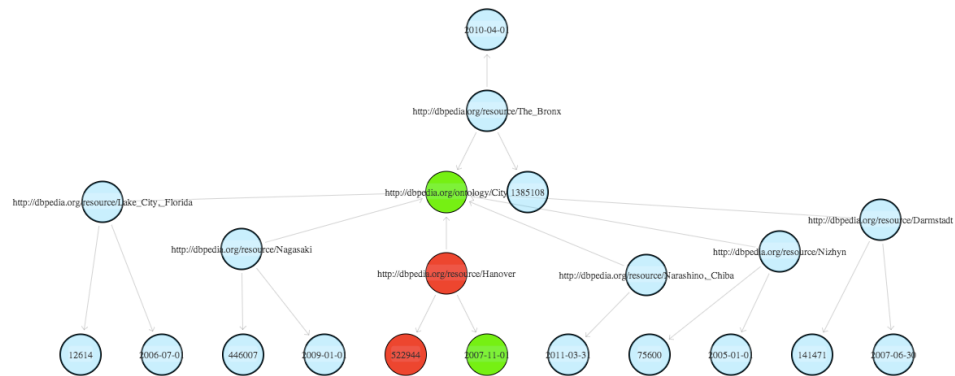 2010-04-0
http://dbpedia.org/resource/The_Bronx
http://dbpedia.org/ontology/City
1385108
http://dbpedia.org/resource/Lake_City,_Florida
http://dbpedia.org/resource/Darmstadt
http://dbpedia.org/resource/Nagasaki
http://dbpedia.org/resource/Nizhyn
http://dbpedia.org/resource/Hanover
http://dbpedia.org/resource/Narashino,_Chiba
12614
2006-07-0
446007
2009-01-0
522944
2007-11-01
2011-03-3
75600
2005-01-0
141471
2007-06-30